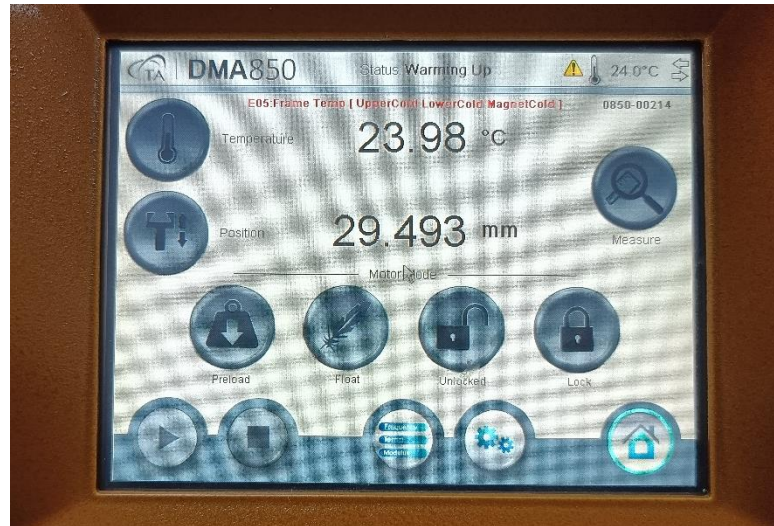 TA DMA850 Status Warming Up 24.0°C
E05:Frame Temp [ UpperCold LowerCold MagnetCold ] 0850-00214
Temperature 23.98 °C
Position 29.493 mm
Measure
Motor Mode
Preload Float Unlocked Lock
Frequency
Temp
Modulus